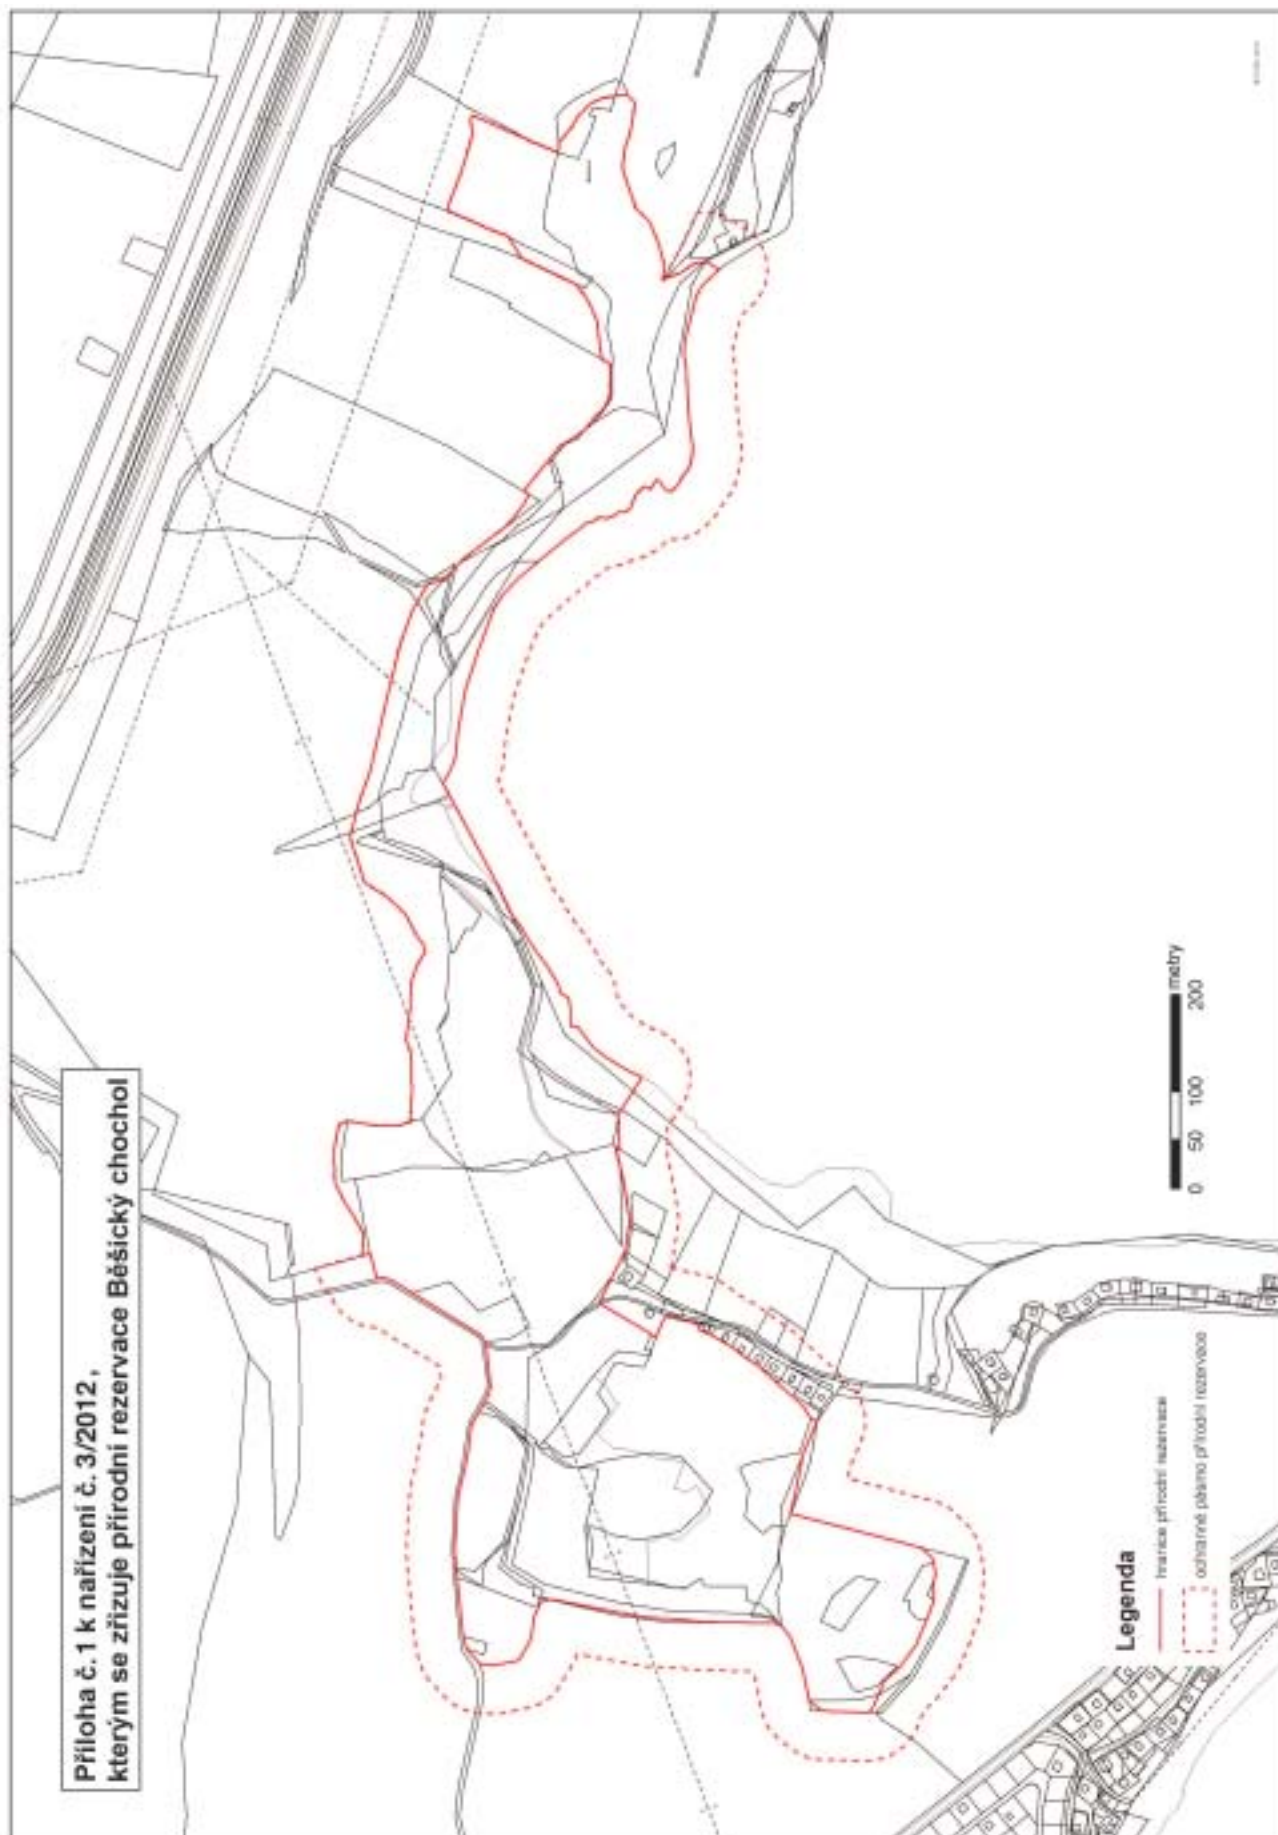 Příloha č.1 k nařízení č. 3/2012,
kterým se zřizuje přírodní rezervace Běšický chochol
metry
0 50 100 200
Legenda
hranice přírodní rezervace
ochranné pásmo přírodní rezervace